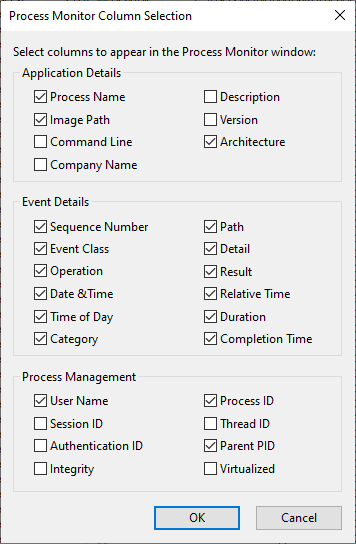 Process Monitor Column Selection
Select columns to appear in the Process Monitor window:
Application Details
Process Name
Description
Image Path
Version
Command Line
Architecture
Company Name
Event Details
Sequence Number
Path
Event Class
Detail
Operation
Result
Date &Time
Relative Time
Time of Day
Duration
Category
Completion Time
Process Management
User Name
Process ID
Session ID
Thread ID
Authentication ID
Parent PID
Integrity
Virtualized
OK
Cancel